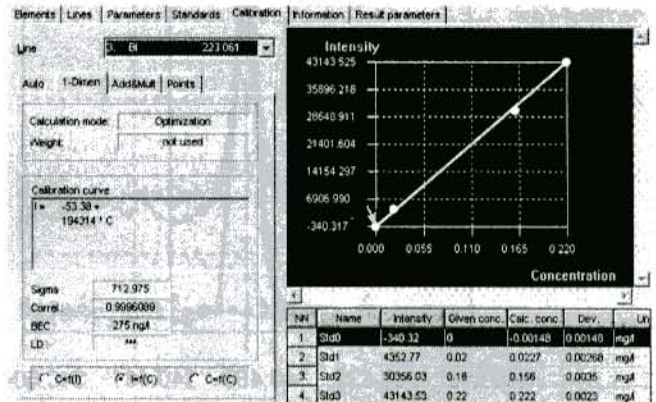 Elements Lines Parameters Standards Calibration Information Result parameters
Line 3. Bi 223.061
Auto 1-Dimen Add&Mult Points
Calculation mode: Optimization
Weight: not used
Calibration curve
I = -53.38 +
194314 * C
Sigma 712.975
Correl. 0.9996089
BEC 275 ng/l
LD ***
C=f(I) I=f(C) C=f(C)
Intensity
43143.525
35896.218
28648.911
21401.604
14154.297
6906.990
-340.317
0.000 0.055 0.110 0.165 0.220
Concentration
NN Name Intensity Given conc. Calc. conc. Dev. Un
1. Std0 -340.32 0 -0.00148 0.00148 mg/l
2. Std1 4352.77 0.02 0.0227 0.00268 mg/l
3. Std2 30356.03 0.16 0.156 0.0035 mg/l
4. Std3 43143.53 0.22 0.222 0.0023 mg/l